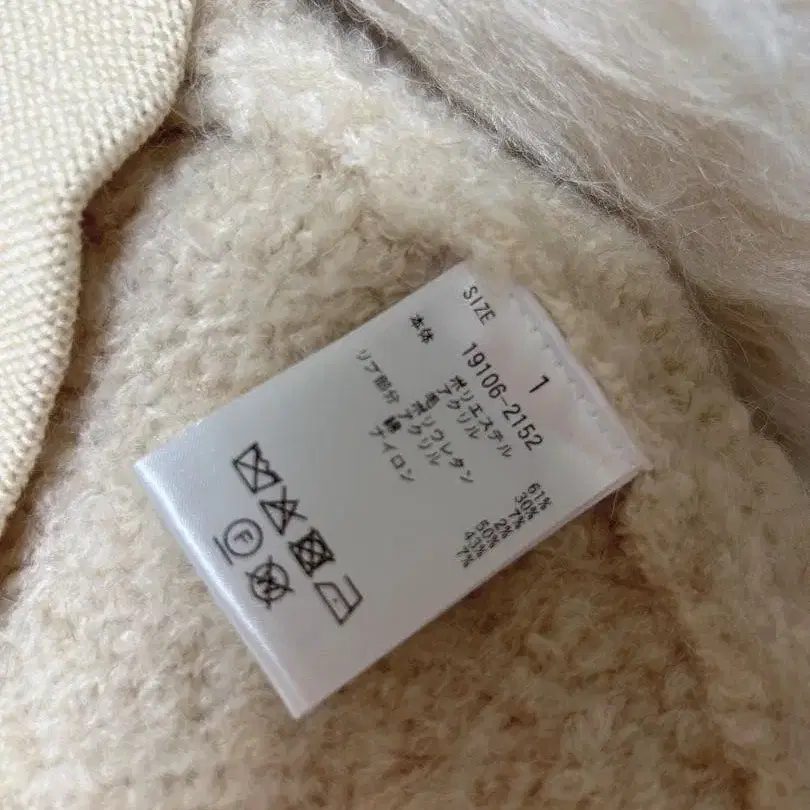 SIZE 1
19106-2152
本体 ポリエステル 61%
アクリル 30%
毛 7%
ポリウレタン 2%
リブ部分 アクリル 50%
綿 43%
ナイロン 7%
F